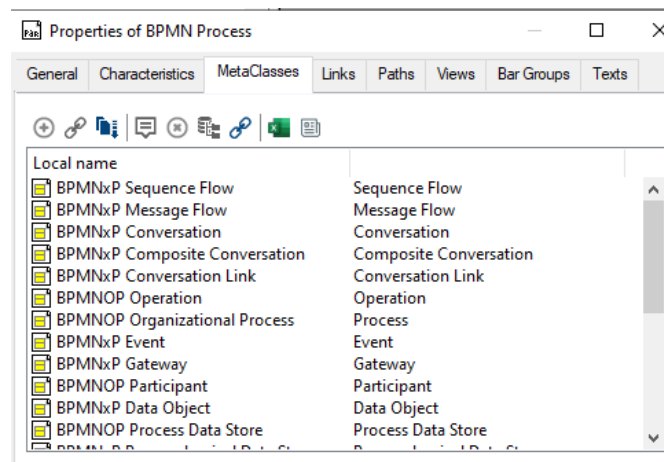 Properties of BPMN Process
General Characteristics MetaClasses Links Paths Views Bar Groups Texts
Local name
BPMNxP Sequence Flow Sequence Flow
BPMNxP Message Flow Message Flow
BPMNxP Conversation Conversation
BPMNxP Composite Conversation Composite Conversation
BPMNxP Conversation Link Conversation Link
BPMNOP Operation Operation
BPMNOP Organizational Process Process
BPMNxP Event Event
BPMNxP Gateway Gateway
BPMNOP Participant Participant
BPMNxP Data Object Data Object
BPMNOP Process Data Store Process Data Store